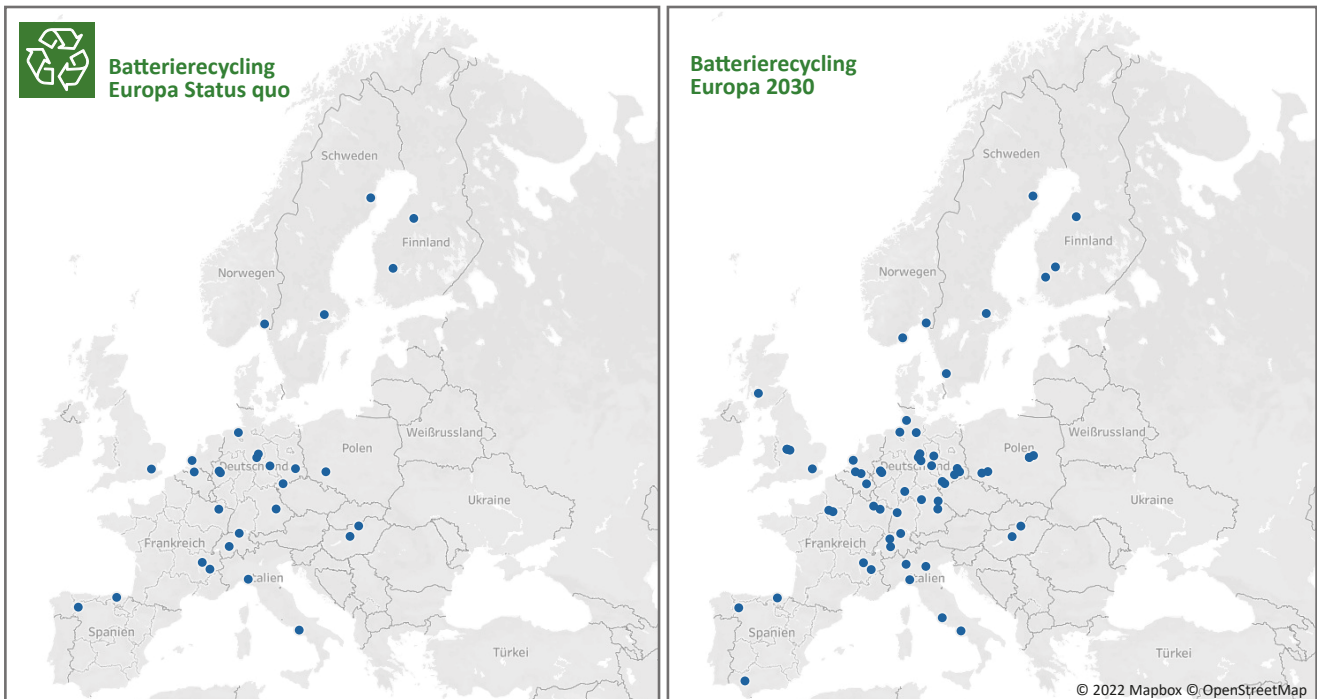 Batterierecycling
Europa Status quo
Schweden
Finnland
Norwegen
Weißrussland
Polen
Deutschland
Ukraine
Frankreich
Italien
Spanien
Türkei
Batterierecycling
Europa 2030
Schweden
Finnland
Norwegen
Weißrussland
Polen
Deutschland
Ukraine
Frankreich
Italien
Spanien
Türkei
© 2022 Mapbox © OpenStreetMap